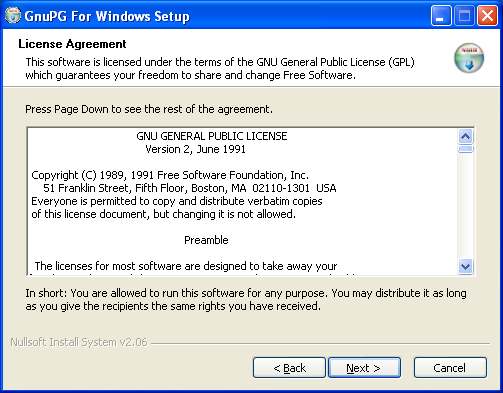 GnuPG For Windows Setup
License Agreement
This software is licensed under the terms of the GNU General Public License (GPL)
which guarantees your freedom to share and change Free Software.
Press Page Down to see the rest of the agreement.
GNU GENERAL PUBLIC LICENSE
Version 2, June 1991
Copyright (C) 1989, 1991 Free Software Foundation, Inc.
51 Franklin Street, Fifth Floor, Boston, MA  02110-1301  USA
Everyone is permitted to copy and distribute verbatim copies
of this license document, but changing it is not allowed.
Preamble
The licenses for most software are designed to take away your
In short: You are allowed to run this software for any purpose. You may distribute it as long
as you give the recipients the same rights you have received.
Nullsoft Install System v2.06
< Back
Next >
Cancel